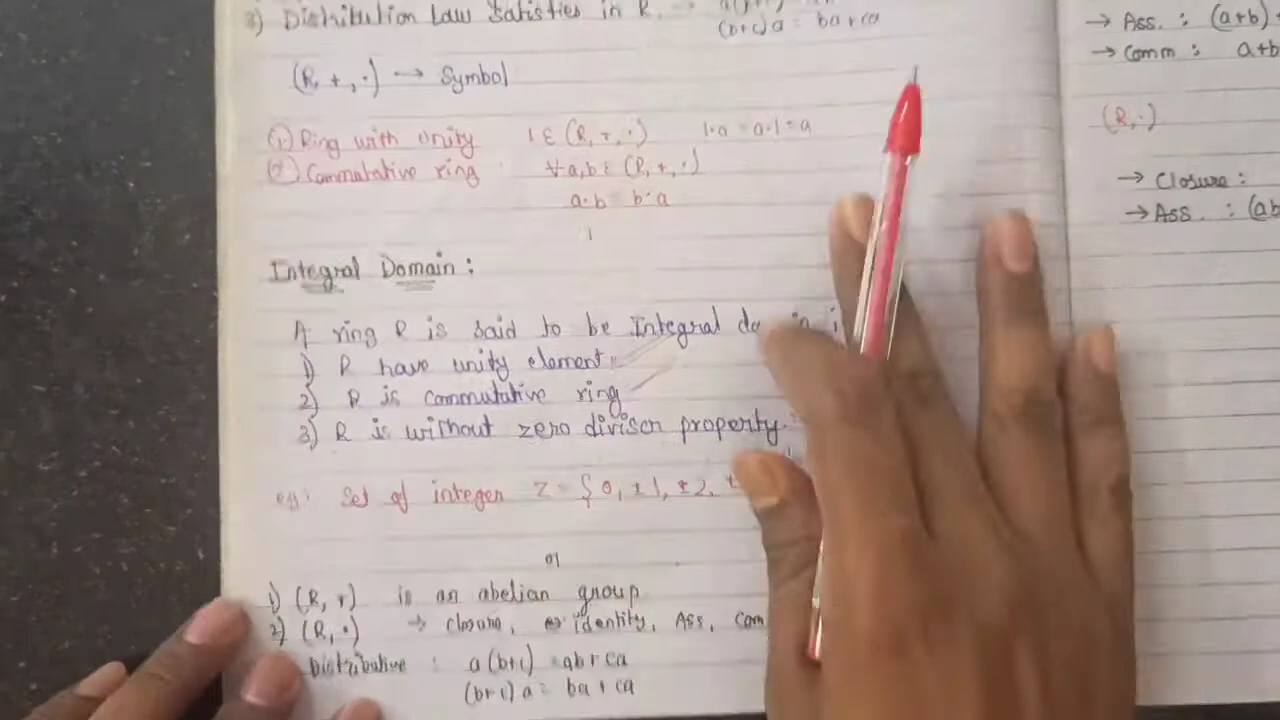 3) Distribution Law Satisfies in R.
(b+c)a = ba+ca
(R, +, ·) → Symbol
① Ring with Unity 1 ∈ (R, +, ·) 1·a = a·1 = a
② Commutative ring ∀ a,b ∈ (R, +, ·)
a·b = b·a
Integral Domain:
A ring R is said to be Integral
1) R have unity element
2) R is commutative ring
3) R is without zero divisor property.
eg: Set of integer Z = { 0, ±1, ±2,
or
1) (R, +) is an abelian group
2) (R, ·) → closure, identity, Ass, Com
Distributive : a(b+c) = ab + ca
(b+c) a = ba + ca
→ Ass. : (a+b)
→ Comm : a+b
(R, ·)
→ Closure :
→ Ass. : (ab